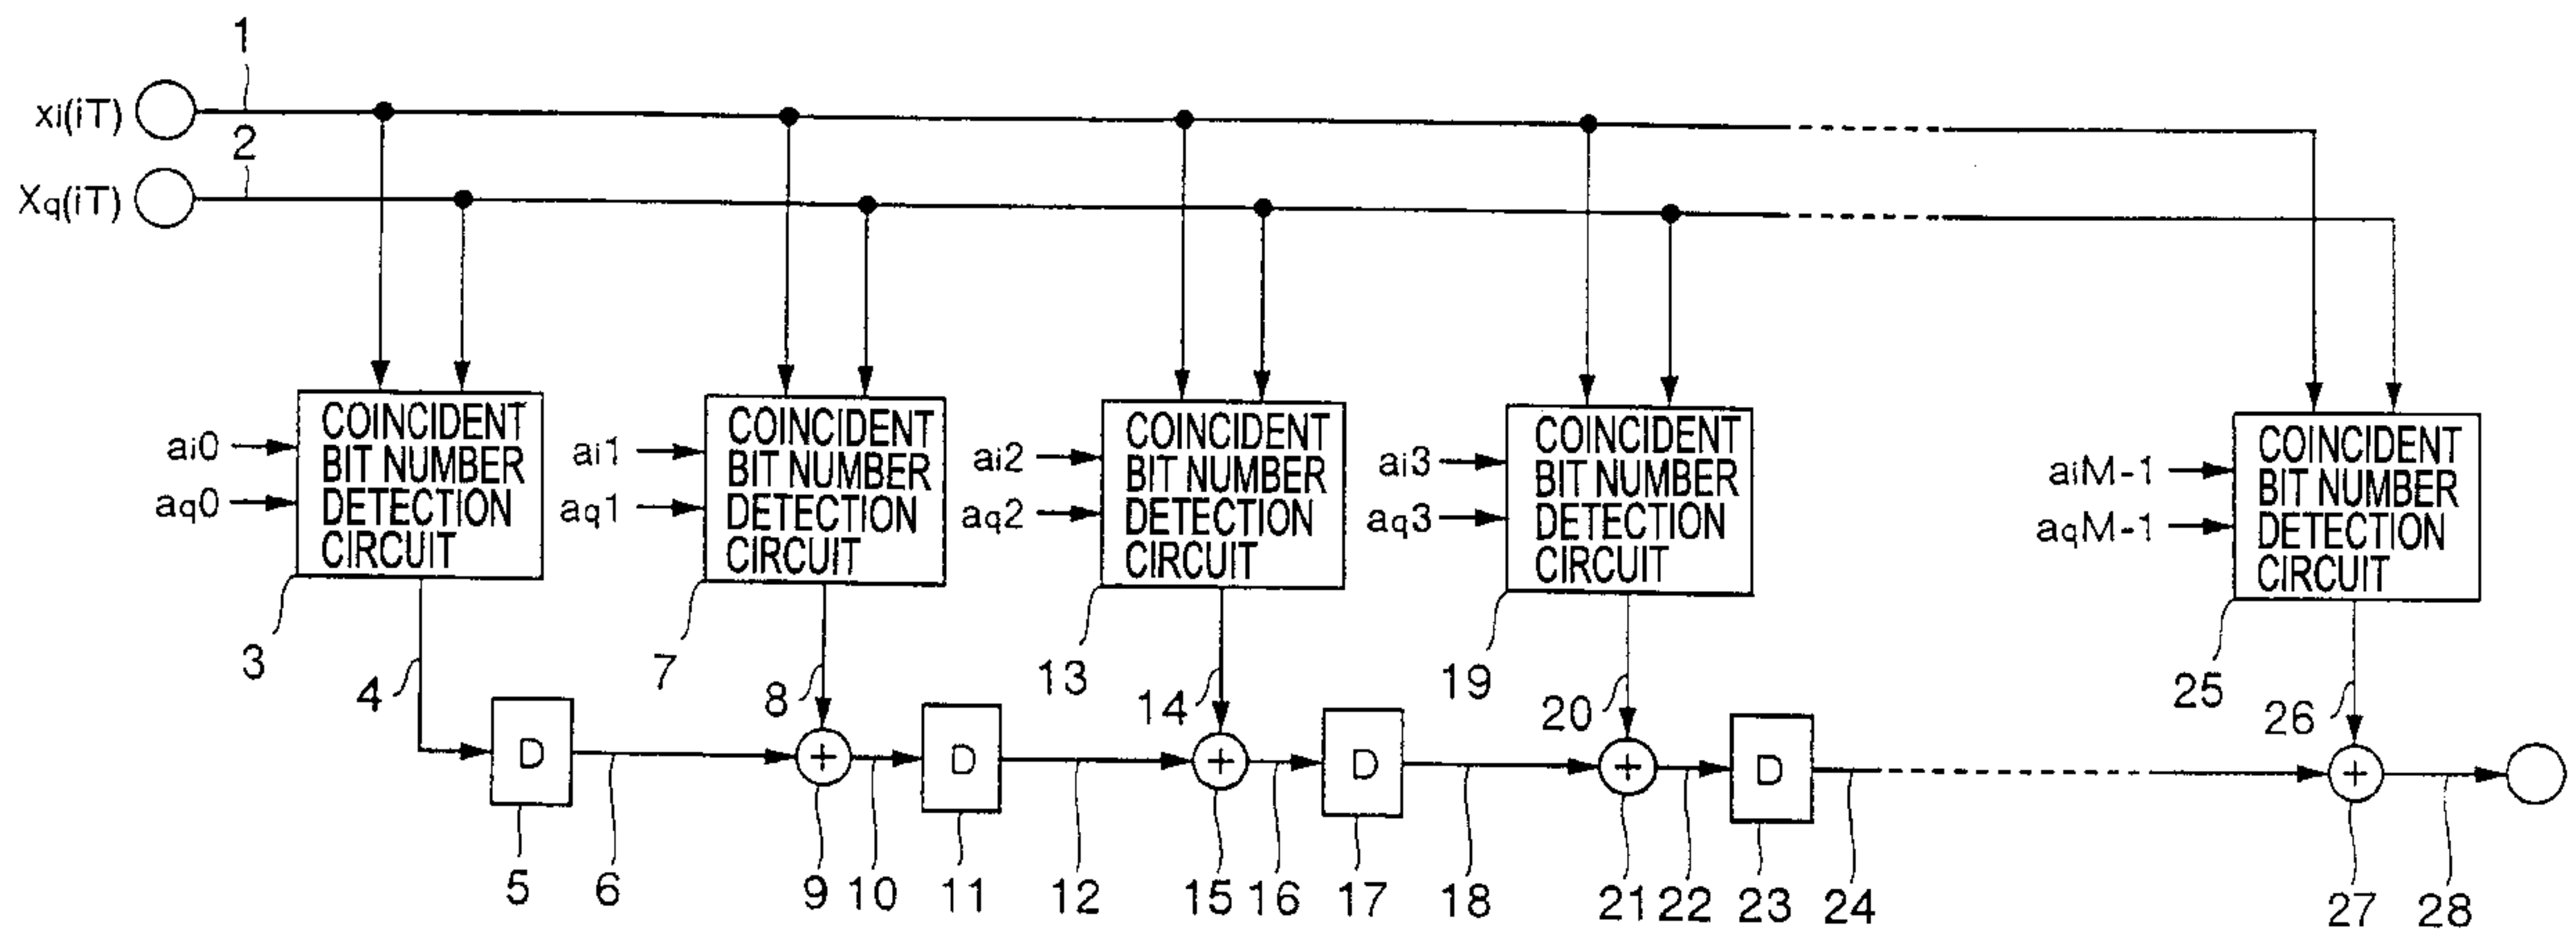 1
xi(iT)
2
Xq(iT)
COINCIDENT
BIT NUMBER
DETECTION
CIRCUIT
ai0
aq0
3
4
COINCIDENT
BIT NUMBER
DETECTION
CIRCUIT
ai1
aq1
7
8
COINCIDENT
BIT NUMBER
DETECTION
CIRCUIT
ai2
aq2
13
14
COINCIDENT
BIT NUMBER
DETECTION
CIRCUIT
ai3
aq3
19
20
COINCIDENT
BIT NUMBER
DETECTION
CIRCUIT
aiM-1
aqM-1
25
26
D
+
D
+
D
+
D
+
5
6
9
10
11
12
15
16
17
18
21
22
23
24
27
28